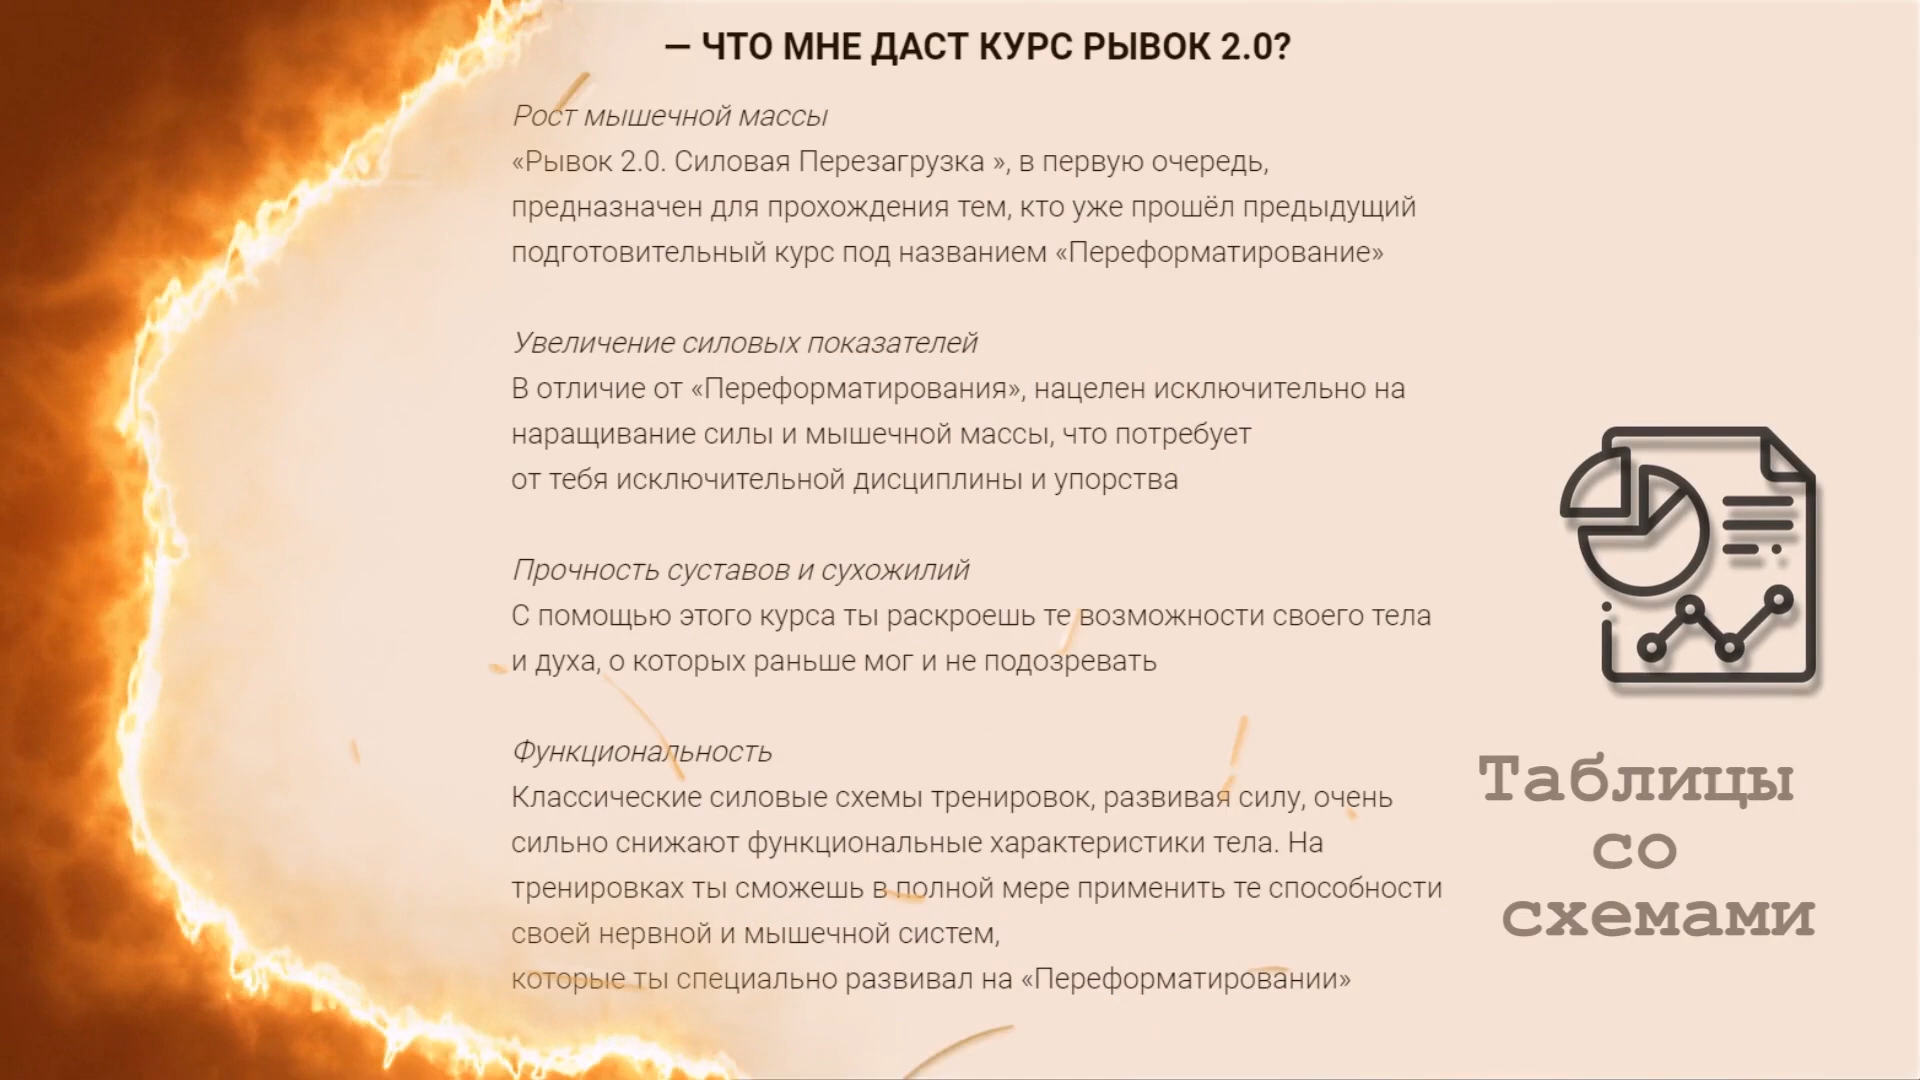 — ЧТО МНЕ ДАСТ КУРС РЫВОК 2.0?
Рост мышечной массы
«Рывок 2.0. Силовая Перезагрузка », в первую очередь,
предназначен для прохождения тем, кто уже прошёл предыдущий
подготовительный курс под названием «Переформатирование»
Увеличение силовых показателей
В отличие от «Переформатирования», нацелен исключительно на
наращивание силы и мышечной массы, что потребует
от тебя исключительной дисциплины и упорства
Прочность суставов и сухожилий
С помощью этого курса ты раскроешь те возможности своего тела
и духа, о которых раньше мог и не подозревать
Функциональность
Классические силовые схемы тренировок, развивая силу, очень
сильно снижают функциональные характеристики тела. На
тренировках ты сможешь в полной мере применить те способности
своей нервной и мышечной систем,
которые ты специально развивал на «Переформатировании»
Таблицы
со
схемами